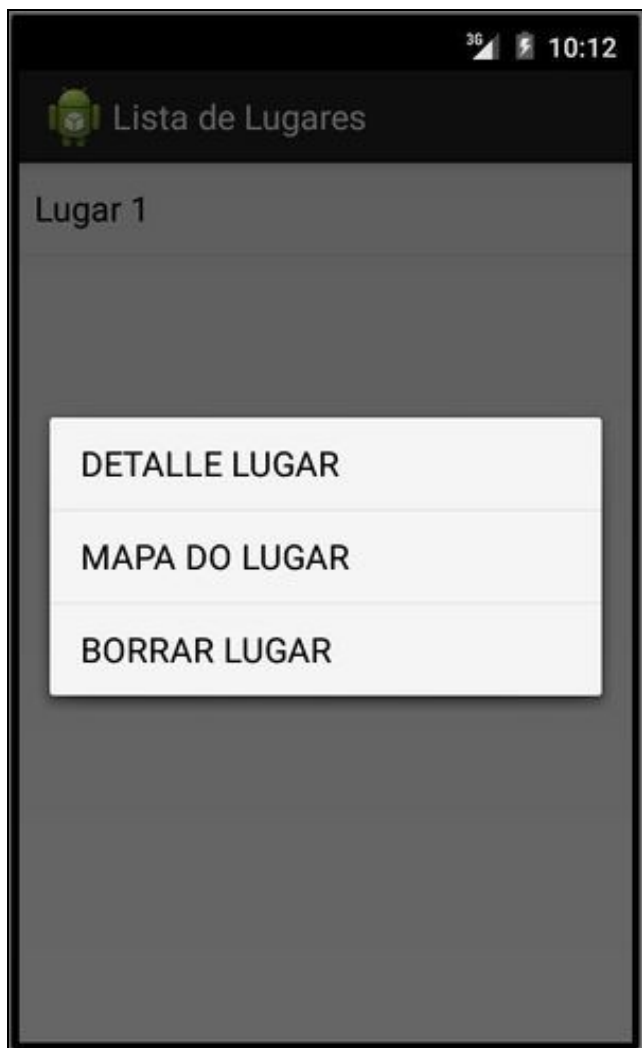 3G 10:12
Lista de Lugares
Lugar 1
DETALLE LUGAR
MAPA DO LUGAR
BORRAR LUGAR